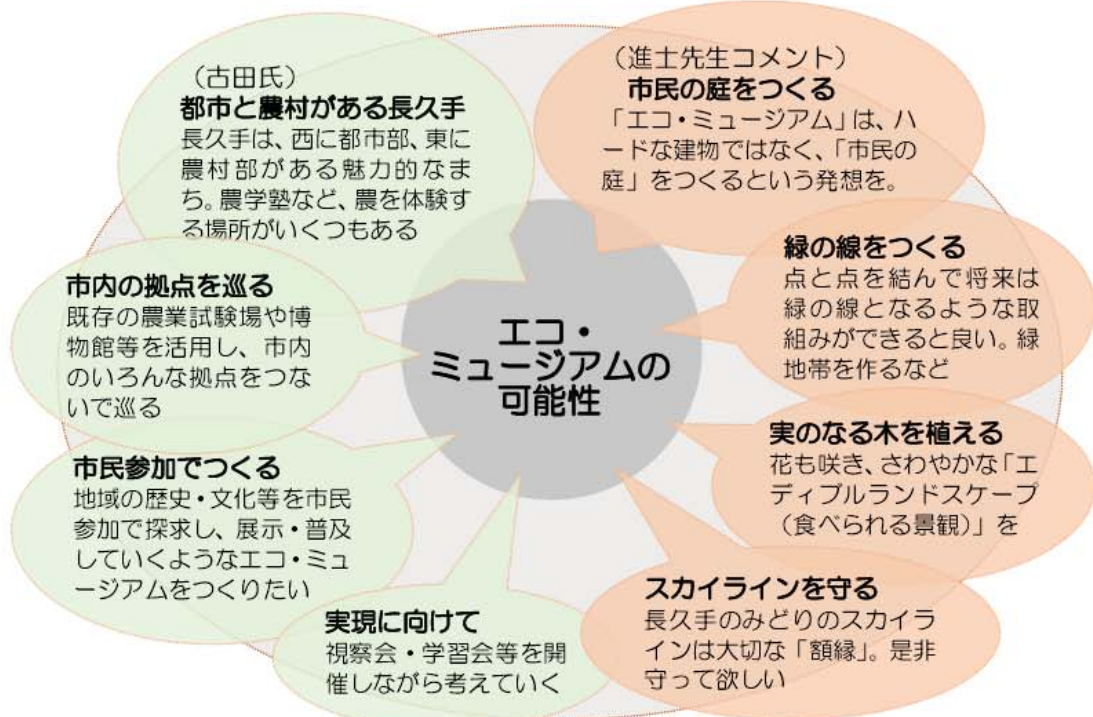 （古田氏）
都市と農村がある長久手
長久手は、西に都市部、東に
農村部がある魅力的なま
ち。農学塾など、農を体験す
る場所がいくつもある
市内の拠点を巡る
既存の農業試験場や博
物館等を活用し、市内
のいろんな拠点をつな
いで巡る
市民参加でつくる
地域の歴史・文化等を市民
参加で探求し、展示・普及
していくようなエコ・ミュ
ージアムをつくりたい
実現に向けて
視察会・学習会等を開
催しながら考えていく
エコ・
ミュージアムの
可能性
（進士先生コメント）
市民の庭をつくる
「エコ・ミュージアム」は、ハ
ードな建物ではなく、「市民の
庭」をつくるという発想を。
緑の線をつくる
点と点を結んで将来は
緑の線となるような取
組みができると良い。緑
地帯を作るなど
実のなる木を植える
花も咲き、さわやかな「エ
ディブルランドスケープ
（食べられる景観）」を
スカイラインを守る
長久手のみどりのスカイラ
インは大切な「額縁」。是非
守って欲しい